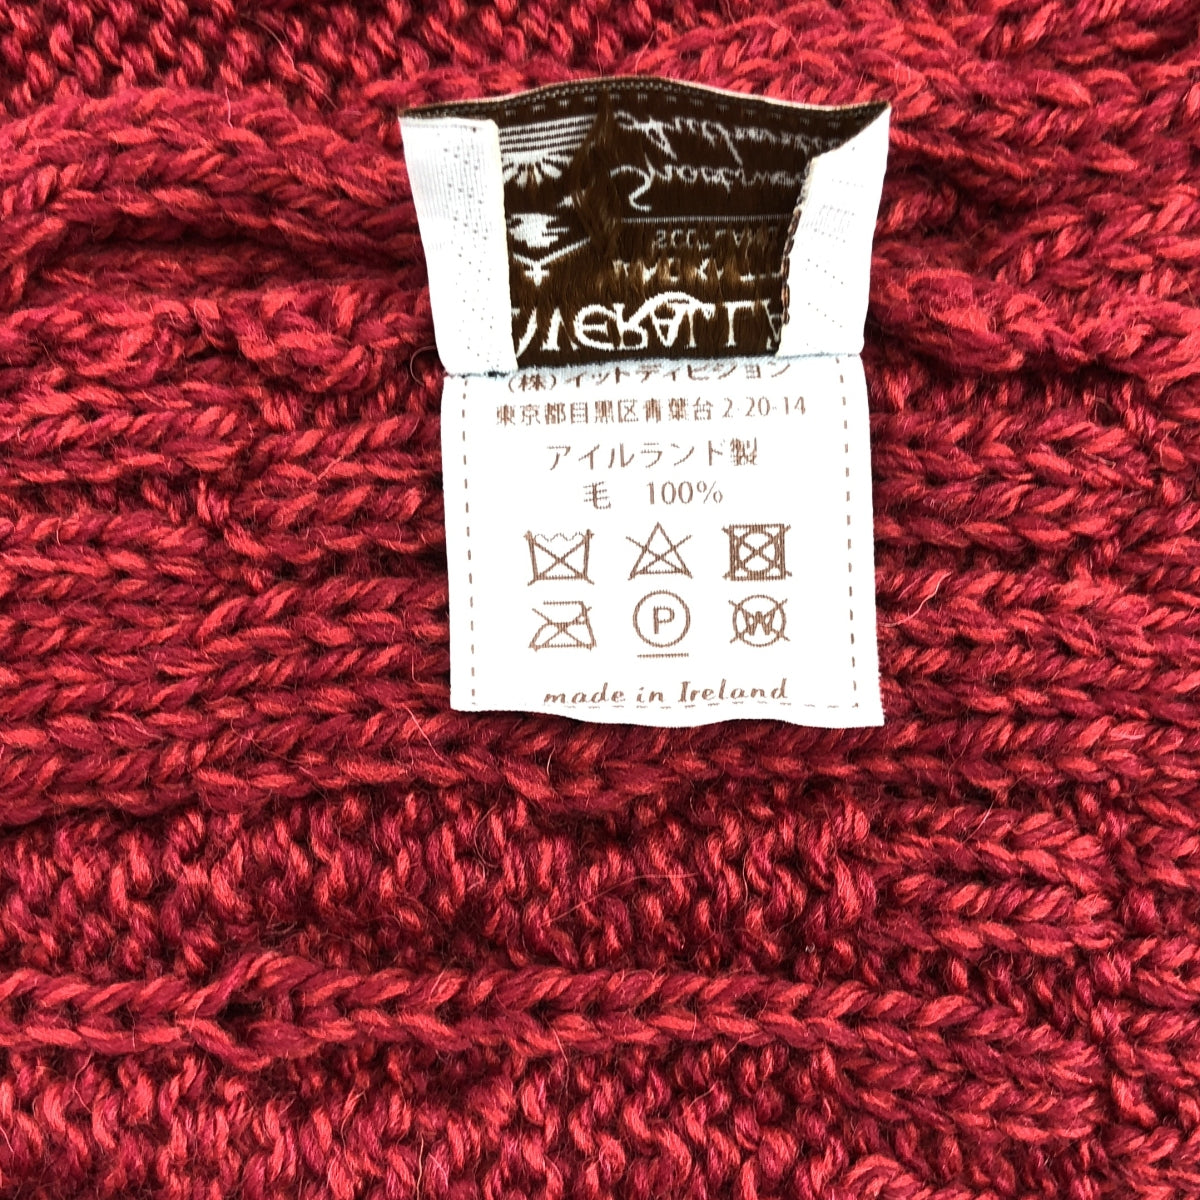 Authentic
(株)イットディビジョン
東京都目黒区青葉台 2-20-14
アイルランド製
毛 100%
P
W
made in Ireland